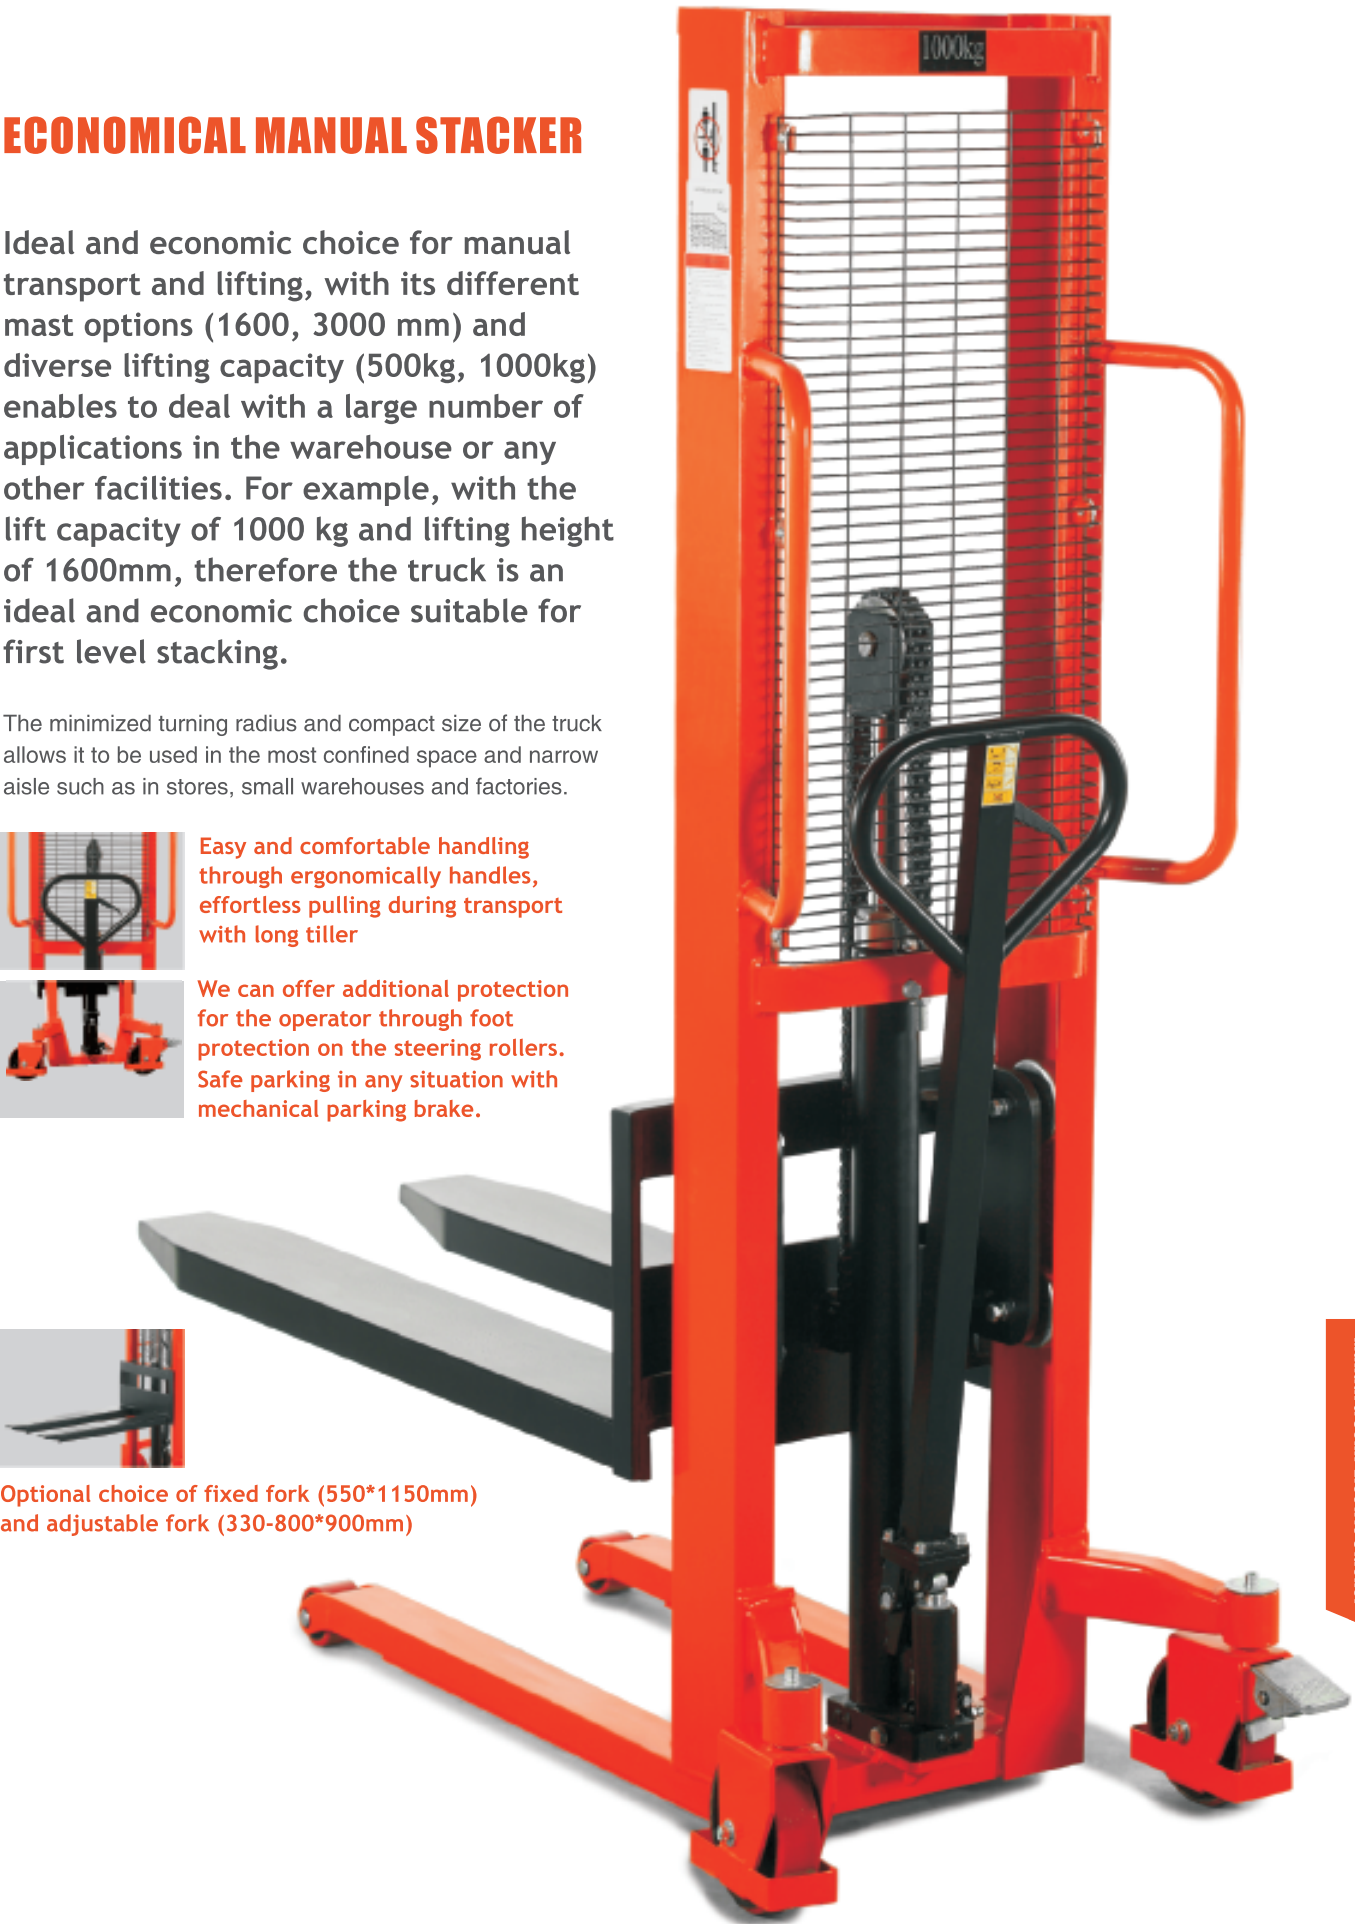 1000kg
ECONOMICAL MANUAL STACKER
Ideal and economic choice for manual
transport and lifting, with its different
mast options (1600, 3000 mm) and
diverse lifting capacity (500kg, 1000kg)
enables to deal with a large number of
applications in the warehouse or any
other facilities. For example, with the
lift capacity of 1000 kg and lifting height
of 1600mm, therefore the truck is an
ideal and economic choice suitable for
first level stacking.
The minimized turning radius and compact size of the truck
allows it to be used in the most confined space and narrow
aisle such as in stores, small warehouses and factories.
Easy and comfortable handling
through ergonomically handles,
effortless pulling during transport
with long tiller
We can offer additional protection
for the operator through foot
protection on the steering rollers.
Safe parking in any situation with
mechanical parking brake.
Optional choice of fixed fork (550*1150mm)
and adjustable fork (330-800*900mm)